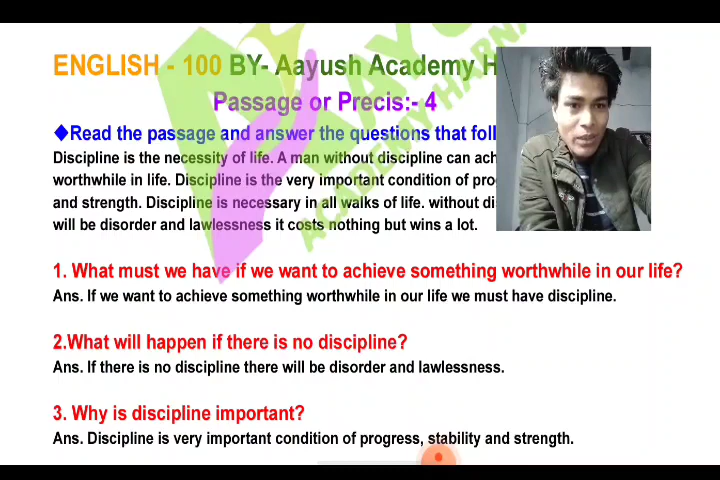 ENGLISH - 100 BY- Aayush Academy H
Passage or Precis:- 4
◆Read the passage and answer the questions that foll
Discipline is the necessity of life. A man without discipline can ach
worthwhile in life. Discipline is the very important condition of pro
and strength. Discipline is necessary in all walks of life. without di
will be disorder and lawlessness it costs nothing but wins a lot.
1. What must we have if we want to achieve something worthwhile in our life?
Ans. If we want to achieve something worthwhile in our life we must have discipline.
2.What will happen if there is no discipline?
Ans. If there is no discipline there will be disorder and lawlessness.
3. Why is discipline important?
Ans. Discipline is very important condition of progress, stability and strength.